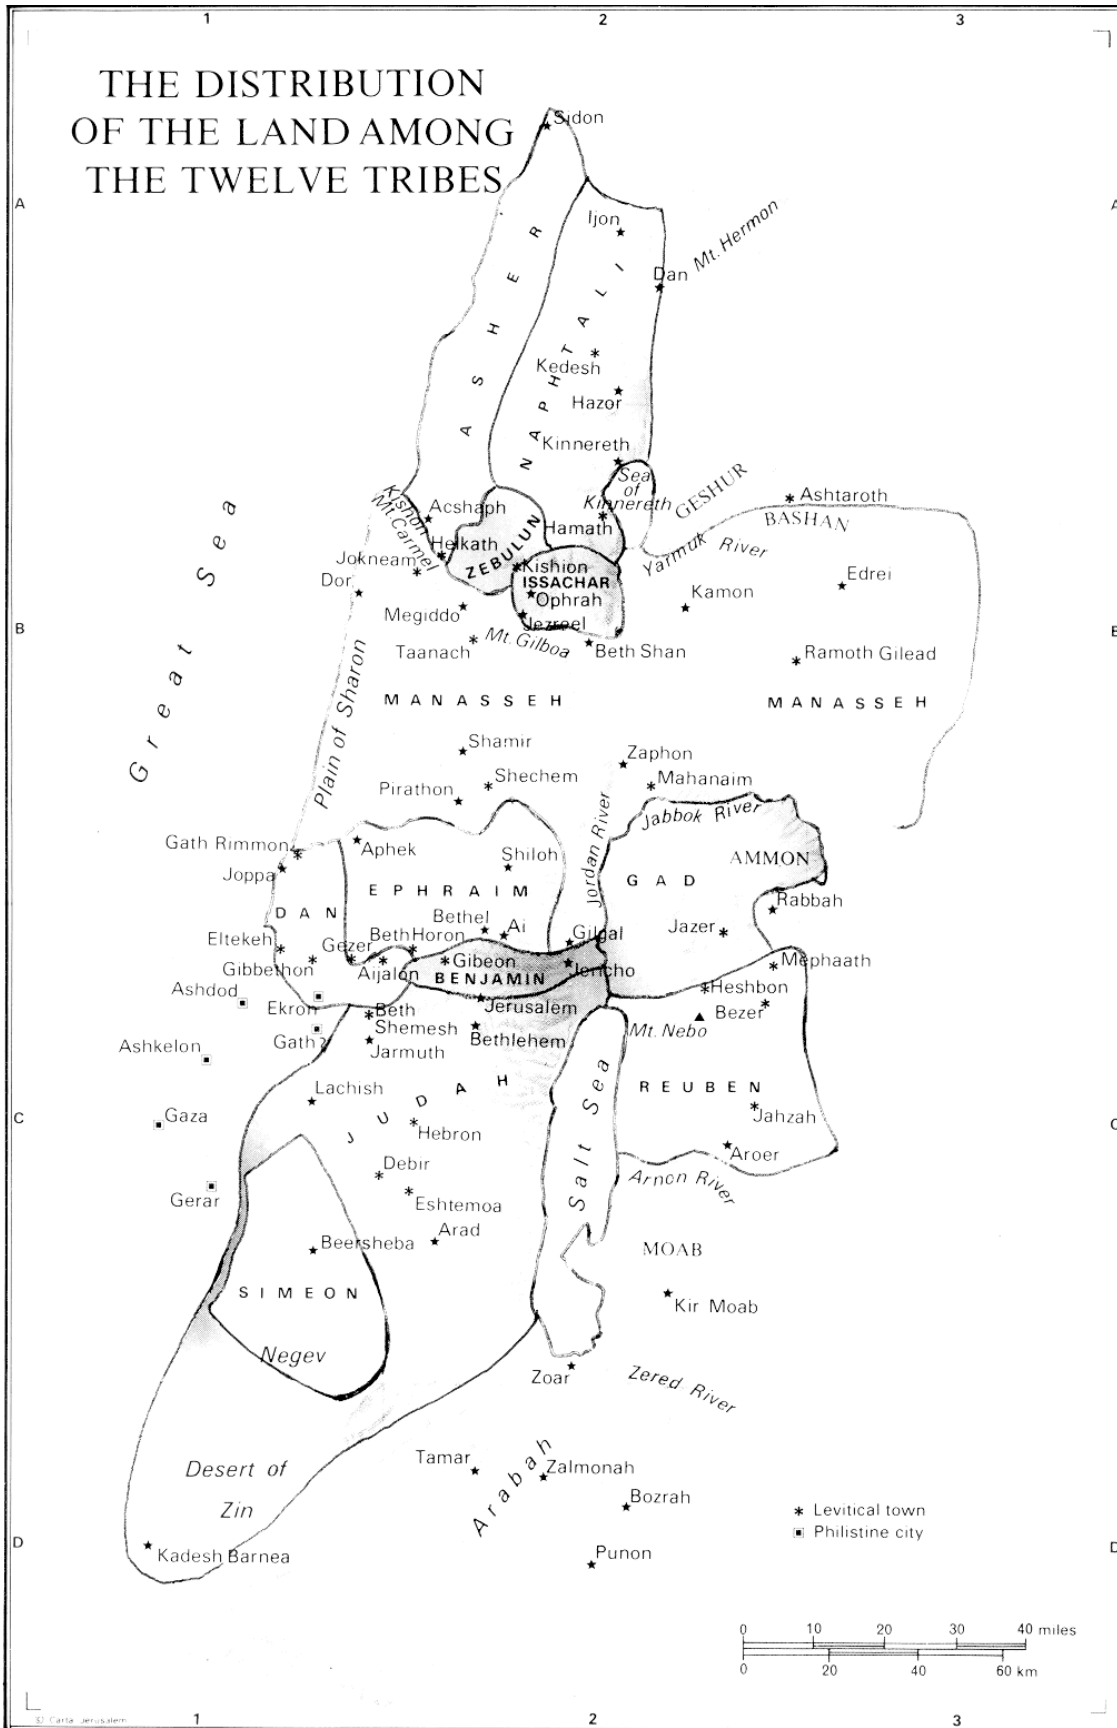 1 2 3
THE DISTRIBUTION
OF THE LAND AMONG
THE TWELVE TRIBES
Sidon
A A
Ijon
Mt. Hermon
Dan
ASHER
NAPHTALI
Kedesh
Hazor
Kinnereth
Sea
of
Kinnereth
GESHUR
Ashtaroth
BASHAN
Kishon
Mt. Carmel
Acshaph
Hamath
Helkath
ZEBULUN
Yarmuk River
Jokneam
Kishion
ISSACHAR
Edrei
Dor
Ophrah
Kamon
Megiddo
Jezreel
Great Sea
B B
Mt. Gilboa
Taanach
Beth Shan
Ramoth Gilead
MANASSEH
MANASSEH
Plain of Sharon
Shamir
Zaphon
Shechem
Mahanaim
Pirathon
Jabbok River
Jordan River
Gath Rimmon
Aphek
Shiloh
AMMON
Joppa
EPHRAIM
GAD
DAN
Rabbah
Bethel
Ai
Jazer
Eltekeh
Gezer
Beth Horon
Gilgal
Gibbethon
Aijalon
Gibeon
Jericho
Mephaath
BENJAMIN
Ashdod
Heshbon
Ekron
Beth
Shemesh
Jerusalem
Bezer
Mt. Nebo
Gath?
Jarmuth
Bethlehem
Ashkelon
Lachish
JUDAH
Salt Sea
REUBEN
C C
Gaza
Jahzah
Hebron
Aroer
Debir
Arnon River
Gerar
Eshtemoa
Arad
Beersheba
MOAB
SIMEON
Kir Moab
Negev
Zoar
Zered River
Tamar
Arabah
Zalmonah
Desert of
Zin
Bozrah
Levitical town
Philistine city
D D
Kadesh Barnea
Punon
0 10 20 30 40 miles
0 20 40 60 km
Carta Jerusalem
1 2 3